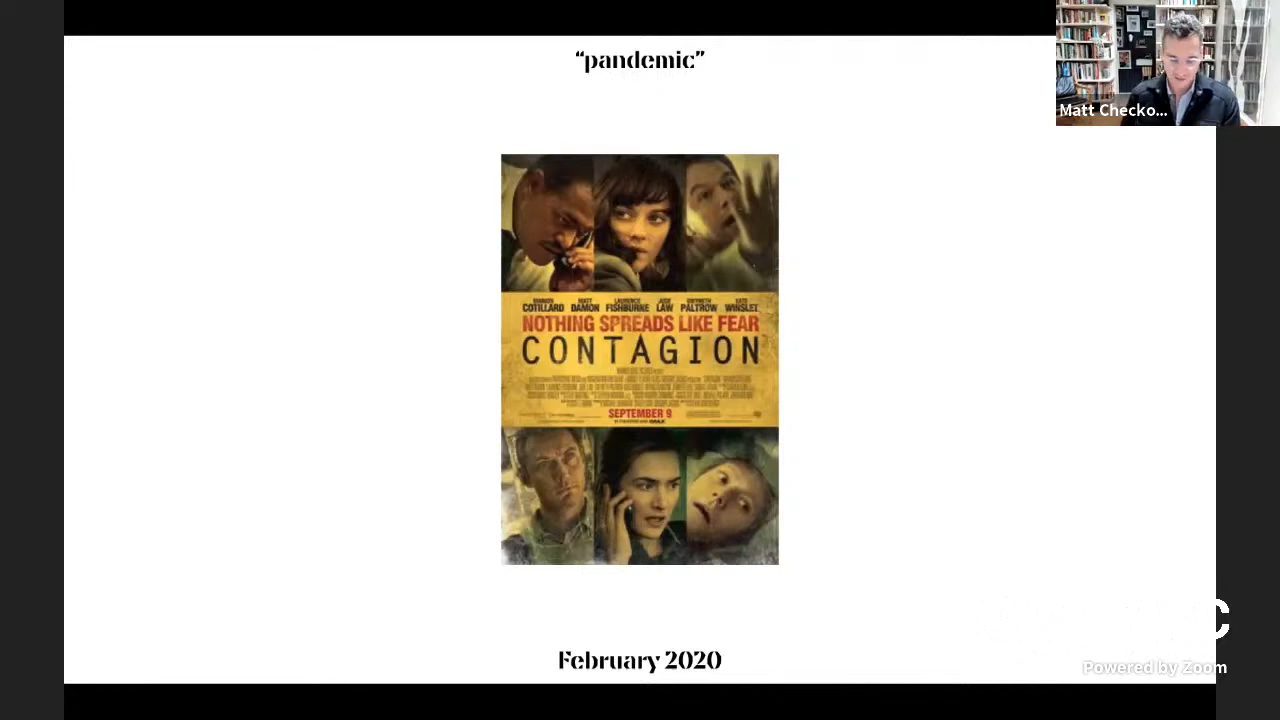 “pandemic”
Matt Checko...
MARION MATT LAURENCE JUDE GWYNETH KATE
COTILLARD DAMON FISHBURNE LAW PALTROW WINSLET
NOTHING SPREADS LIKE FEAR
CONTAGION
SEPTEMBER 9
February 2020
C
Powered by Zoom